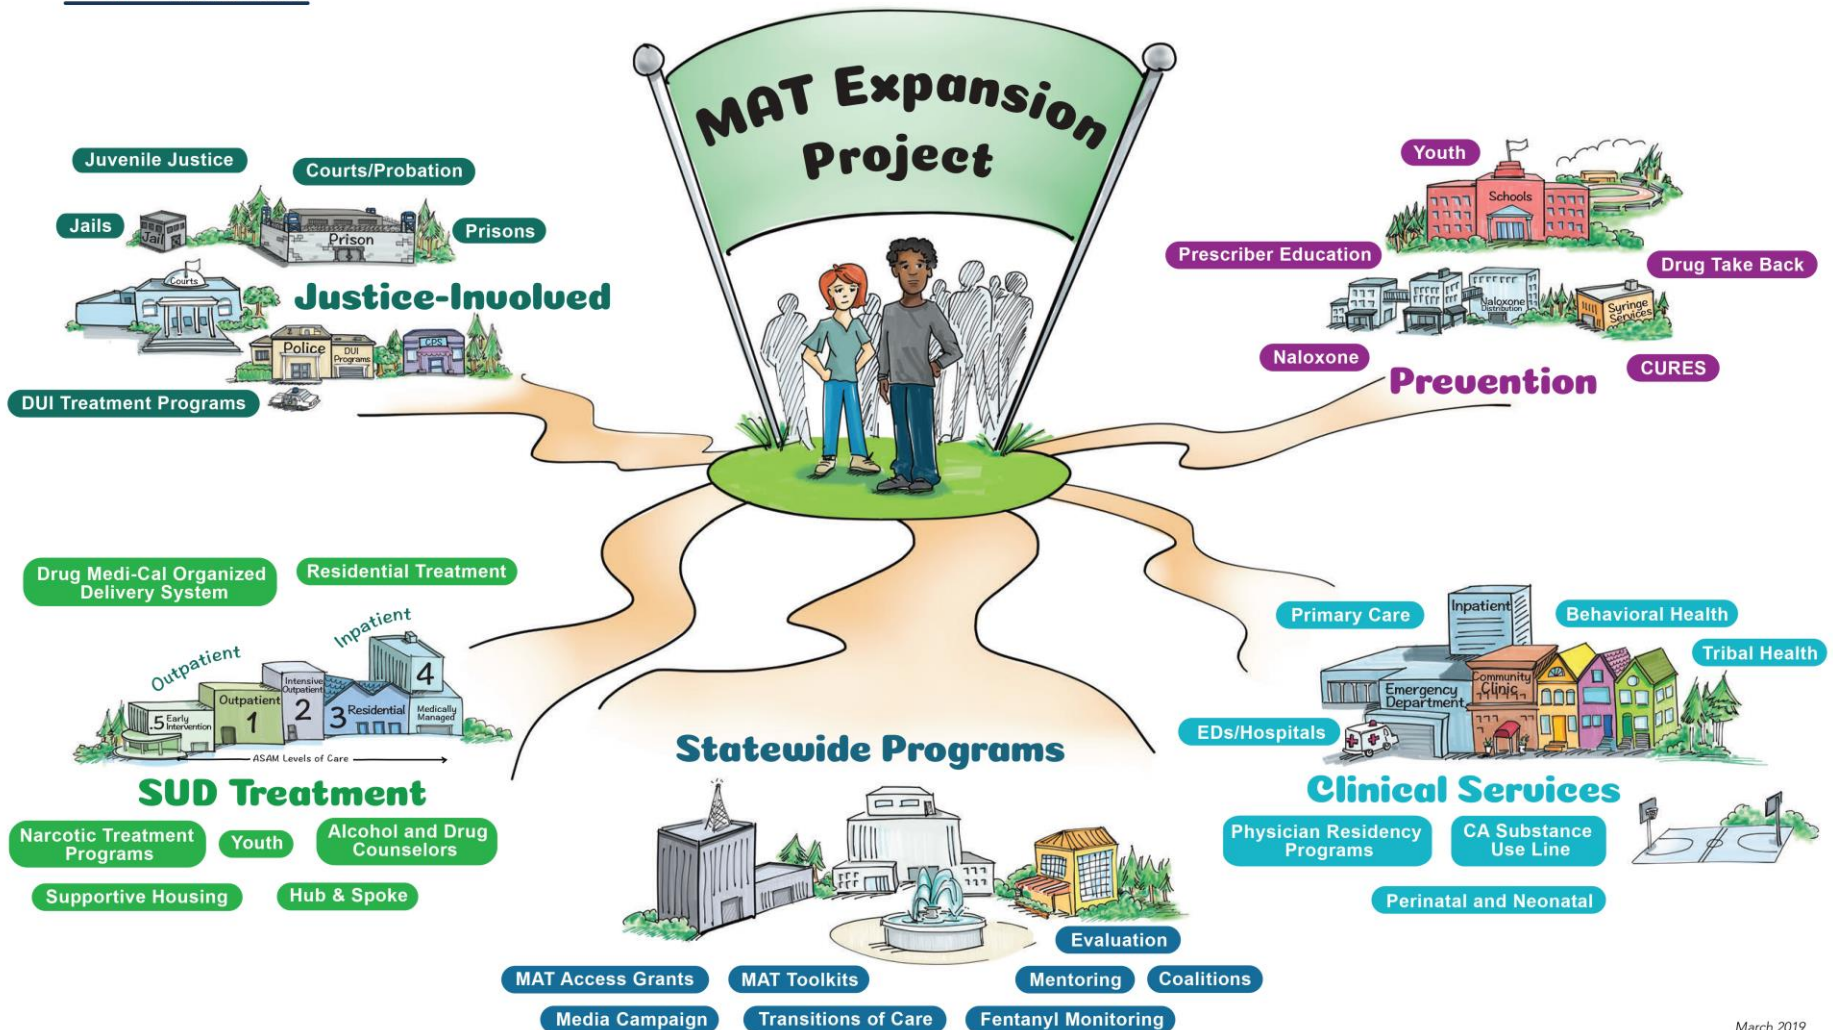 MAT Expansion
Project
Juvenile Justice
Courts/Probation
Jails
Jail
Prison
Prisons
Courts
Justice-Involved
Police
DUI
Programs
CPS
DUI Treatment Programs
Youth
Schools
Prescriber Education
Drug Take Back
Naloxone
Distribution
Syringe
Services
Naloxone
CURES
Prevention
Drug Medi-Cal Organized
Delivery System
Residential Treatment
Outpatient
Inpatient
.5 Early
Intervention
Outpatient
1
Intensive
Outpatient
2
3 Residential
4
Medically
Managed
ASAM Levels of Care
SUD Treatment
Narcotic Treatment
Programs
Youth
Alcohol and Drug
Counselors
Supportive Housing
Hub & Spoke
Statewide Programs
Evaluation
MAT Access Grants
MAT Toolkits
Mentoring
Coalitions
Media Campaign
Transitions of Care
Fentanyl Monitoring
Primary Care
Inpatient
Behavioral Health
Tribal Health
Emergency
Department
Community
Clinic
EDs/Hospitals
Clinical Services
Physician Residency
Programs
CA Substance
Use Line
Perinatal and Neonatal
March 2019